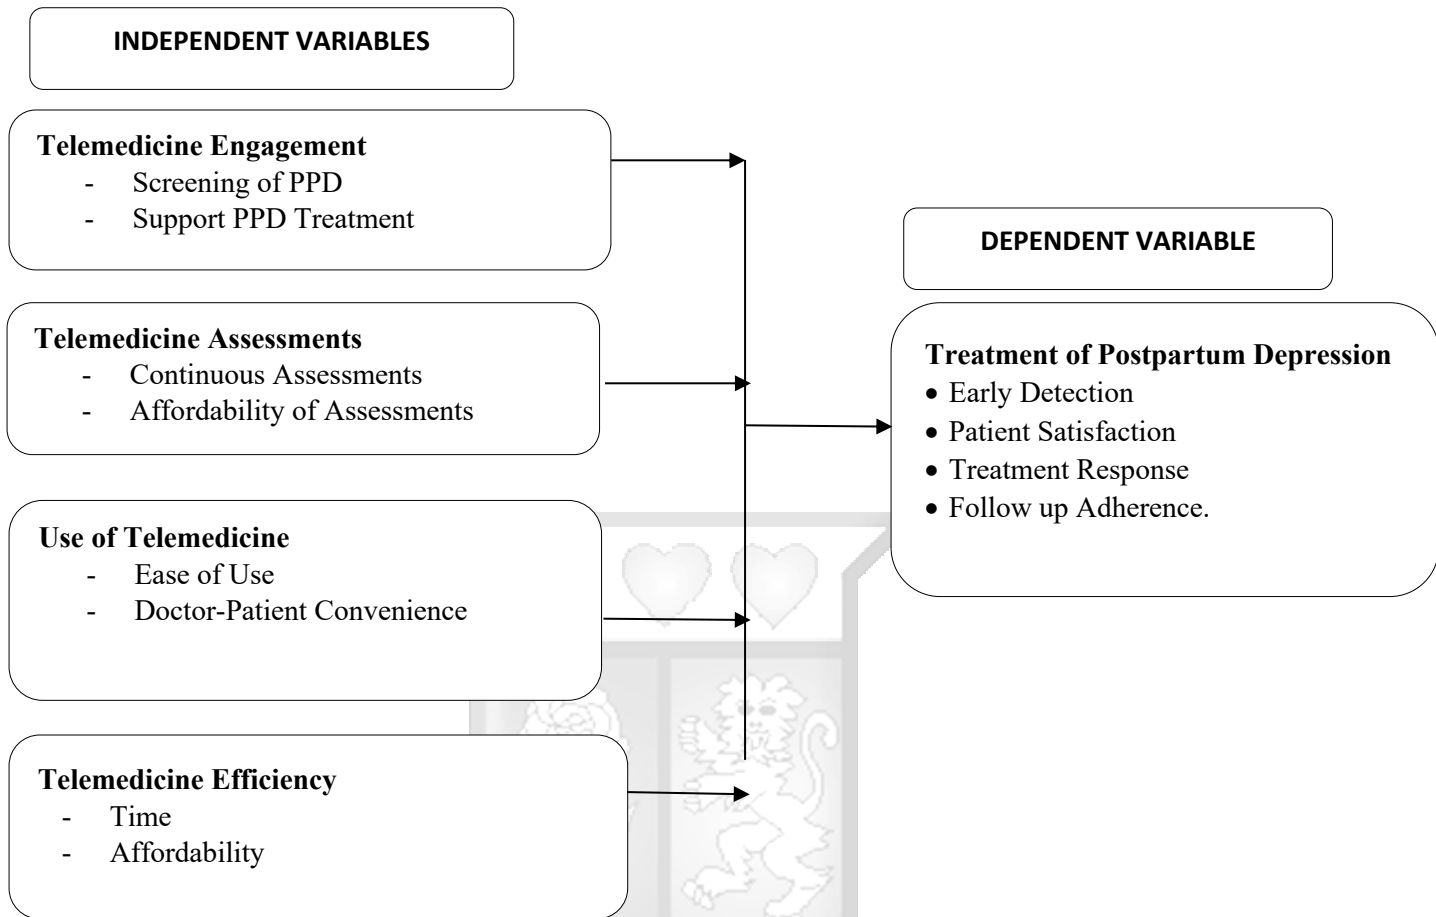 INDEPENDENT VARIABLES
Telemedicine Engagement
- Screening of PPD
- Support PPD Treatment
Telemedicine Assessments
- Continuous Assessments
- Affordability of Assessments
Use of Telemedicine
- Ease of Use
- Doctor-Patient Convenience
Telemedicine Efficiency
- Time
- Affordability
DEPENDENT VARIABLE
Treatment of Postpartum Depression
• Early Detection
• Patient Satisfaction
• Treatment Response
• Follow up Adherence.